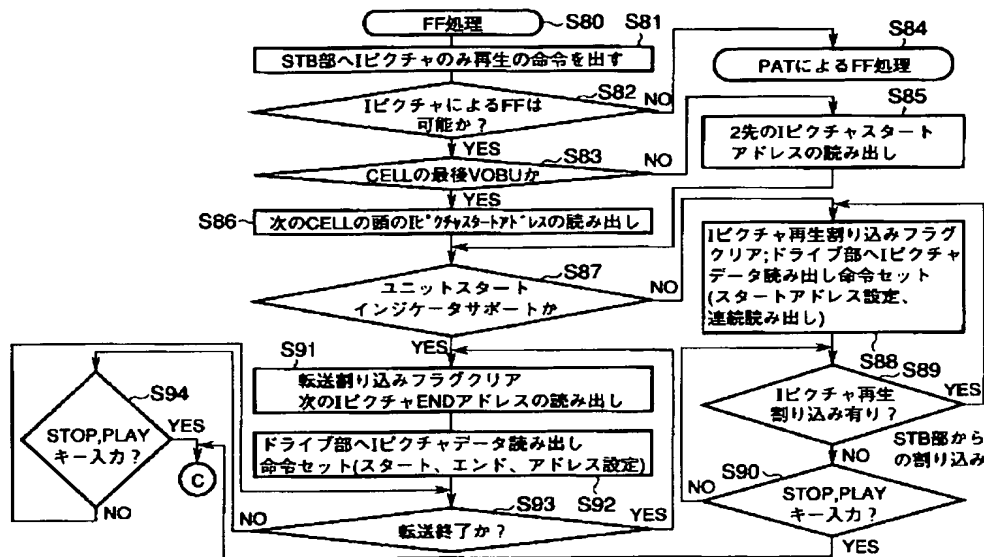 FF処理
S80
S81
STB部へIピクチャのみ再生の命令を出す
S82
IピクチャによるFFは
可能か？
NO
YES
S84
PATによるFF処理
S83
CELLの最後VOBUか
NO
YES
S85
2先のIピクチャスタート
アドレスの読み出し
S86
次のCELLの頭のIピクチャスタートアドレスの読み出し
S87
ユニットスタート
インジケータサポートか
NO
YES
Iピクチャ再生割り込みフラグ
クリア;ドライブ部へIピクチャ
データ読み出し命令セット
(スタートアドレス設定、
連続読み出し)
S88
S89
Iピクチャ再生
割り込み有り？
YES
NO
STB部から
の割り込み
S90
STOP,PLAY
キー入力？
NO
YES
S91
転送割り込みフラグクリア
次のIピクチャENDアドレスの読み出し
ドライブ部へIピクチャデータ読み出し
命令セット(スタート、エンド、アドレス設定)
S92
S93
転送終了か？
NO
YES
S94
STOP,PLAY
キー入力？
YES
NO
C